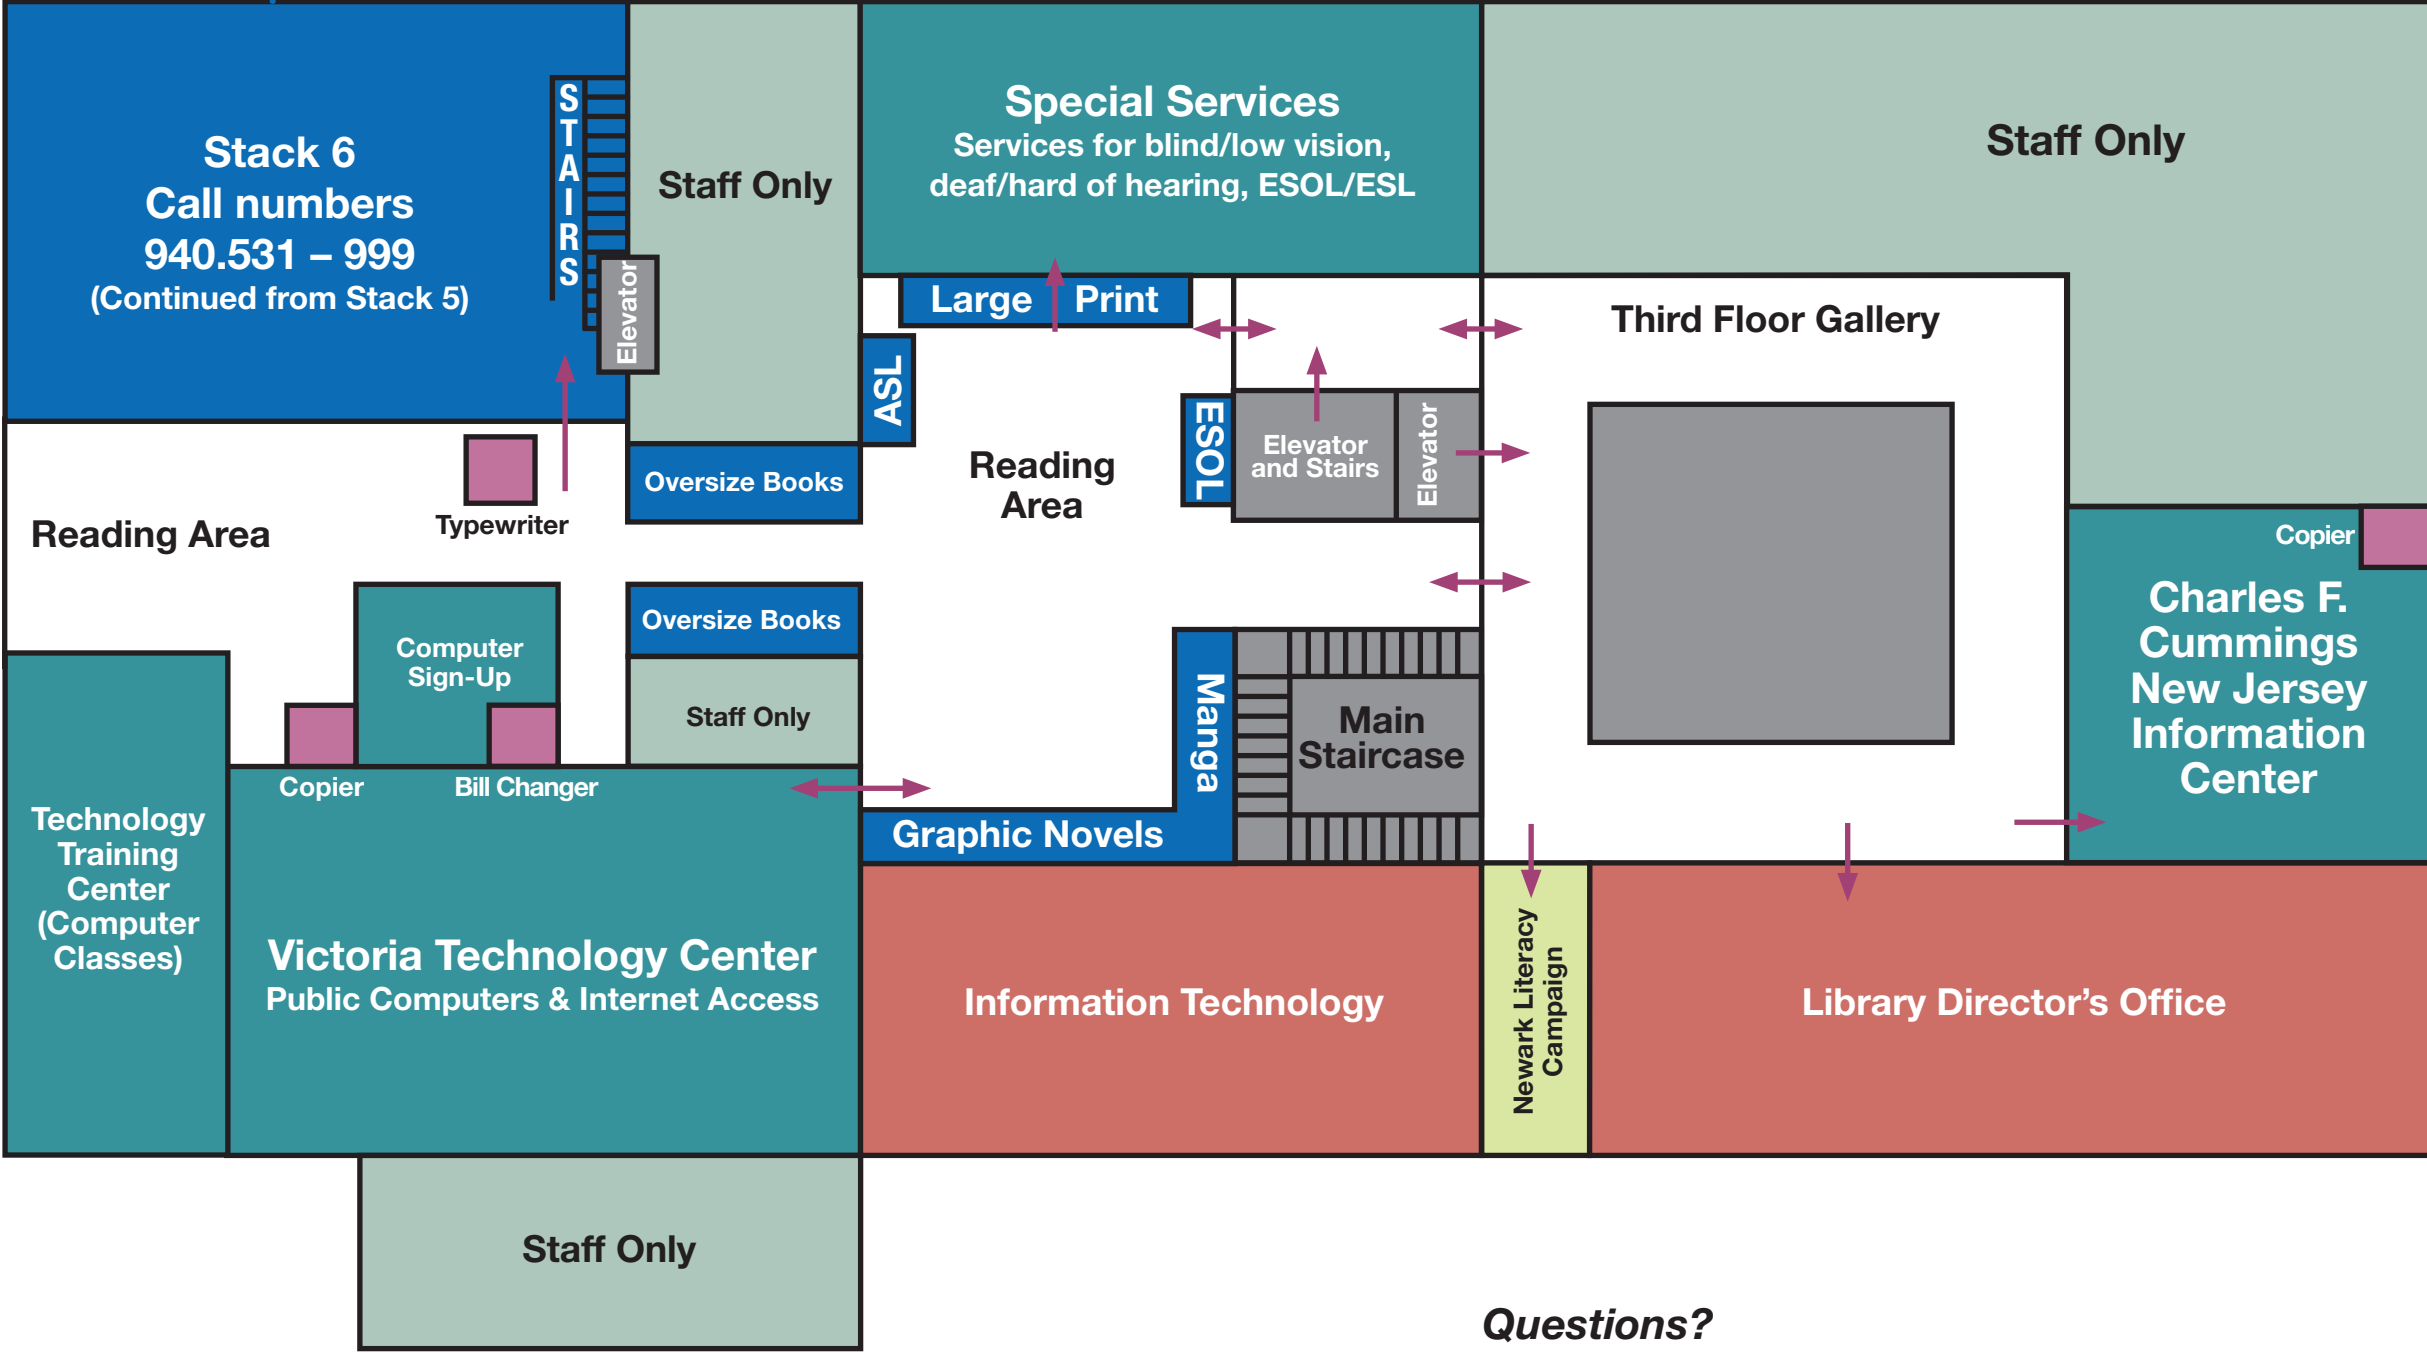 Stack 6
Call numbers
940.531 – 999
(Continued from Stack 5)
STAIRS
Elevator
Staff Only
Special Services
Services for blind/low vision,
deaf/hard of hearing, ESOL/ESL
Staff Only
Large Print
Third Floor Gallery
ASL
ESOL
Elevator
and Stairs
Elevator
Reading
Area
Oversize Books
Typewriter
Reading Area
Copier
Charles F.
Cummings
New Jersey
Information
Center
Oversize Books
Computer
Sign-Up
Staff Only
Manga
Main
Staircase
Copier
Bill Changer
Graphic Novels
Technology
Training
Center
(Computer
Classes)
Victoria Technology Center
Public Computers & Internet Access
Information Technology
Newark Literacy
Campaign
Library Director’s Office
Staff Only
Questions?